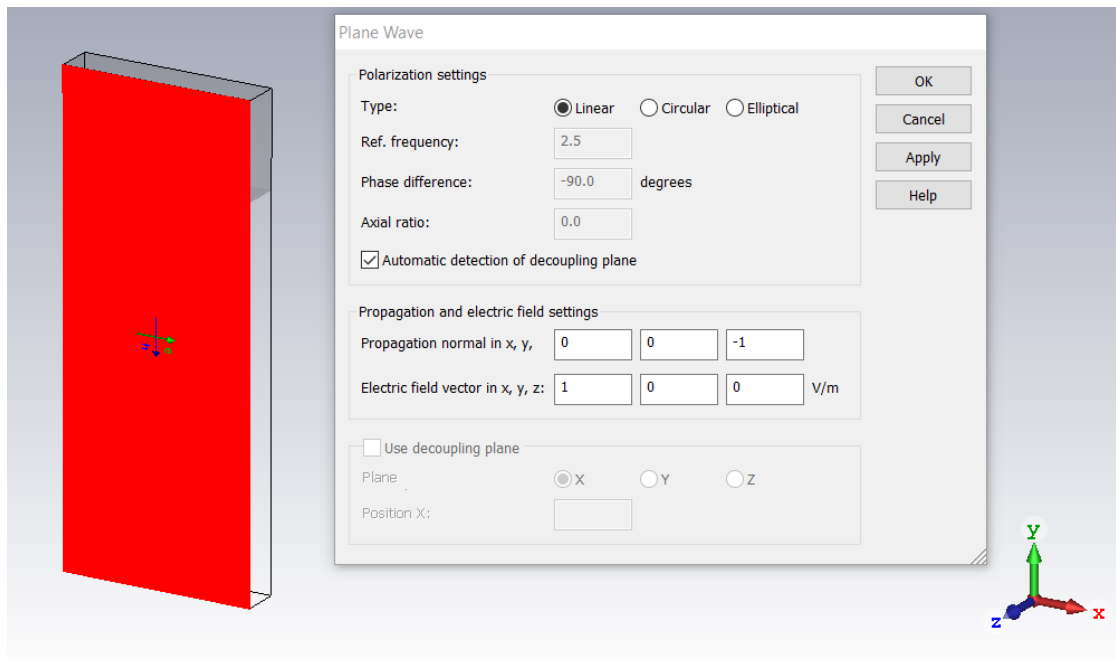 Plane Wave
Polarization settings
Type:
Linear
Circular
Elliptical
Ref. frequency:
2.5
Phase difference:
-90.0
degrees
Axial ratio:
0.0
Automatic detection of decoupling plane
Propagation and electric field settings
Propagation normal in x, y,
0
0
-1
Electric field vector in x, y, z:
1
0
0
V/m
Use decoupling plane
Plane
X
Y
Z
Position X:
OK
Cancel
Apply
Help
y
z
x